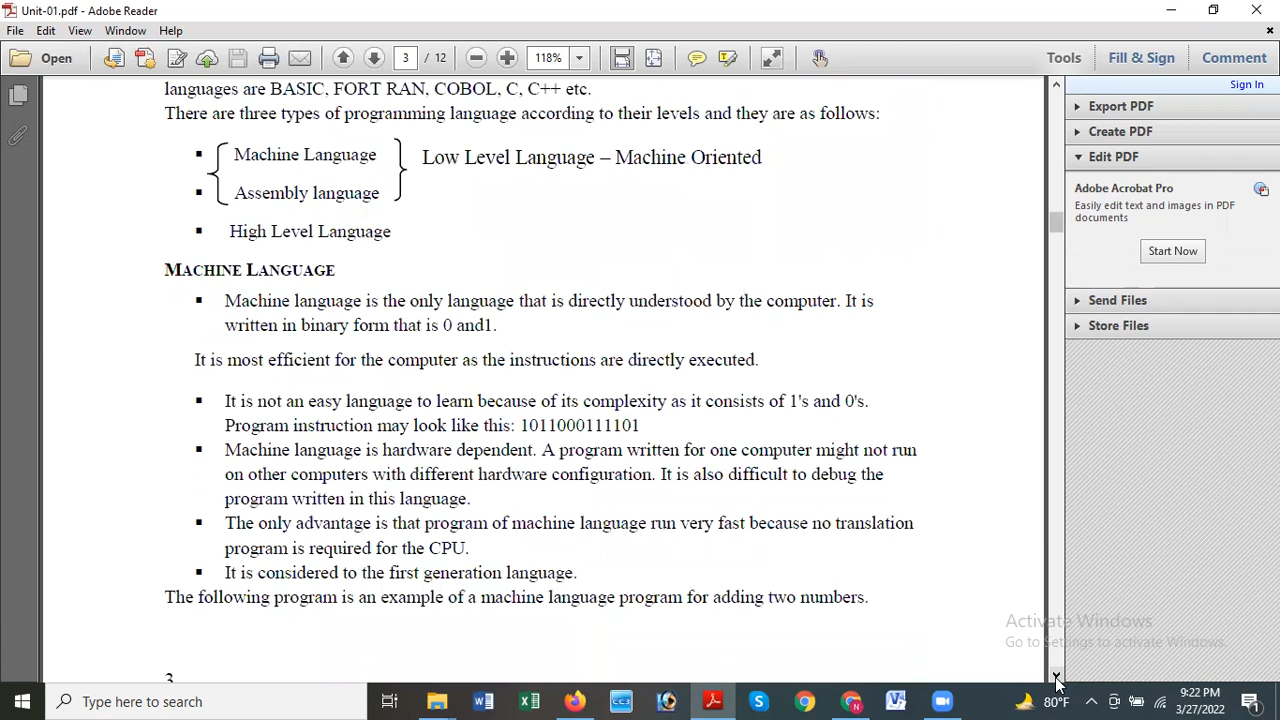 Unit-01.pdf - Adobe Reader
File Edit View Window Help
Open 3 / 12 118% Tools Fill & Sign Comment
Sign In
Export PDF
Create PDF
Edit PDF
Adobe Acrobat Pro
Easily edit text and images in PDF
documents
Start Now
Send Files
Store Files
languages are BASIC, FORT RAN, COBOL, C, C++ etc.
There are three types of programming language according to their levels and they are as follows:
▪ Machine Language
Low Level Language – Machine Oriented
▪ Assembly language
▪ High Level Language
MACHINE LANGUAGE
▪ Machine language is the only language that is directly understood by the computer. It is
written in binary form that is 0 and1.
It is most efficient for the computer as the instructions are directly executed.
▪ It is not an easy language to learn because of its complexity as it consists of 1's and 0's.
Program instruction may look like this: 1011000111101
▪ Machine language is hardware dependent. A program written for one computer might not run
on other computers with different hardware configuration. It is also difficult to debug the
program written in this language.
▪ The only advantage is that program of machine language run very fast because no translation
program is required for the CPU.
▪ It is considered to the first generation language.
The following program is an example of a machine language program for adding two numbers.
3
Activate Windows
Go to Settings to activate Windows.
Type here to search
80°F
9:22 PM
3/27/2022